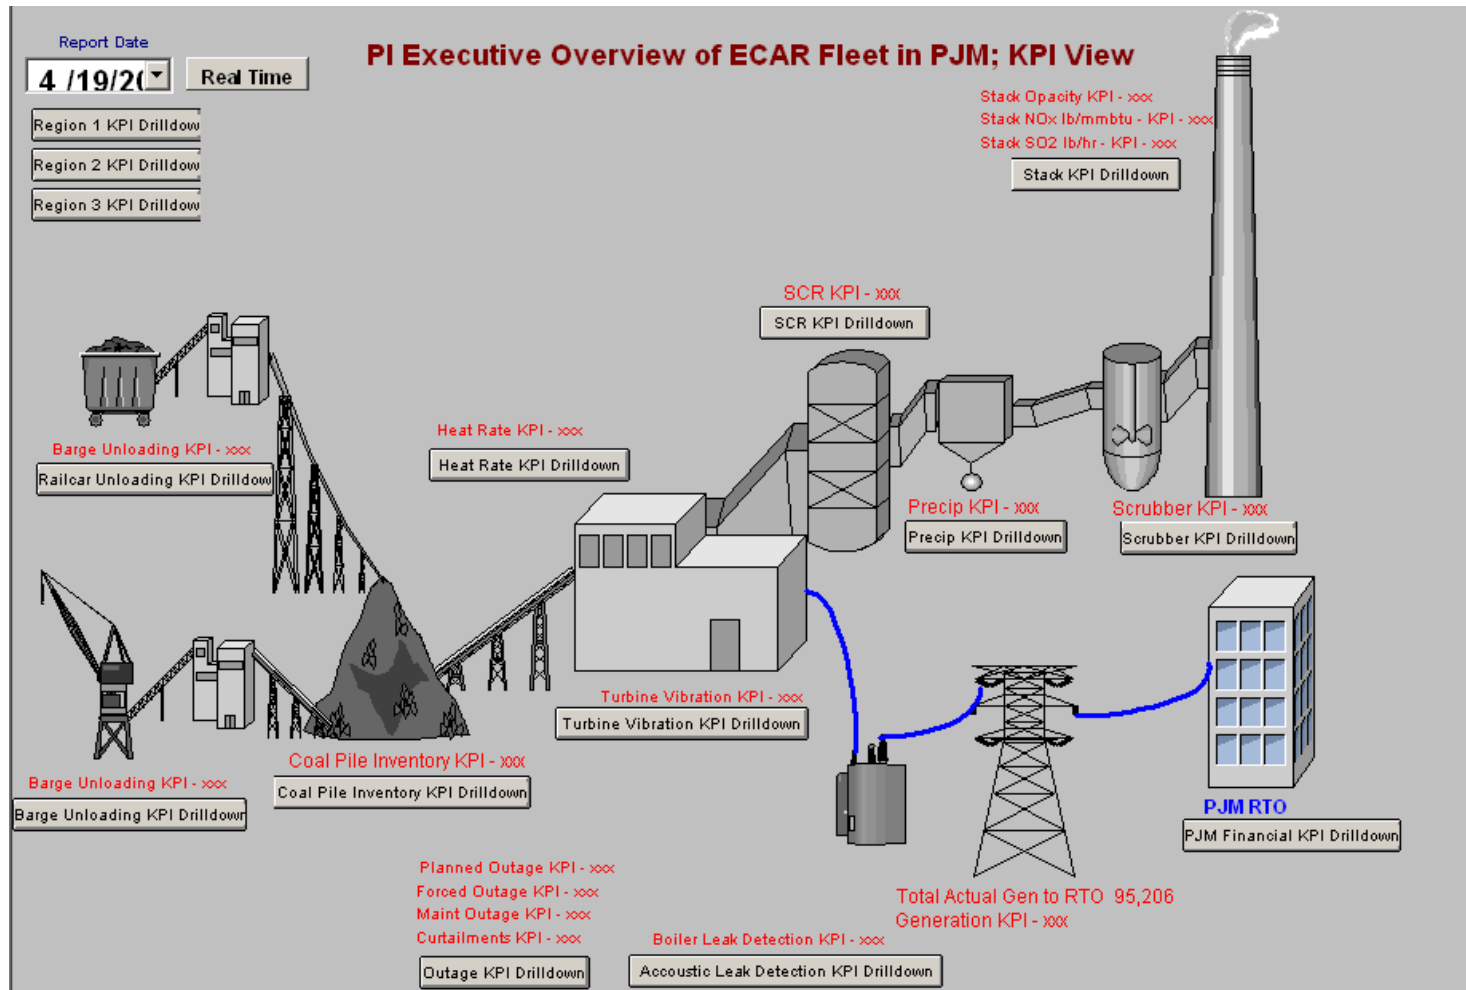 Report Date
PI Executive Overview of ECAR Fleet in PJM; KPI View
4 /19/20
Real Time
Stack Opacity KPI - xxx
Stack NOx lb/mmbtu - KPI - xxx
Stack SO2 lb/hr - KPI - xxx
Stack KPI Drilldown
Region 1 KPI Drilldow
Region 2 KPI Drilldow
Region 3 KPI Drilldow
SCR KPI - xxx
SCR KPI Drilldown
Heat Rate KPI - xxx
Heat Rate KPI Drilldown
Barge Unloading KPI - xxx
Railcar Unloading KPI Drilldow
Precip KPI - xxx
Precip KPI Drilldown
Scrubber KPI - xxx
Scrubber KPI Drilldown
Turbine Vibration KPI - xxx
Turbine Vibration KPI Drilldown
Coal Pile Inventory KPI - xxx
Coal Pile Inventory KPI Drilldown
Barge Unloading KPI - xxx
Barge Unloading KPI Drilldown
PJM RTO
PJM Financial KPI Drilldown
Planned Outage KPI - xxx
Forced Outage KPI - xxx
Maint Outage KPI - xxx
Curtailments KPI - xxx
Outage KPI Drilldown
Total Actual Gen to RTO 95,206
Generation KPI - xxx
Boiler Leak Detection KPI - xxx
Accoustic Leak Detection KPI Drilldown